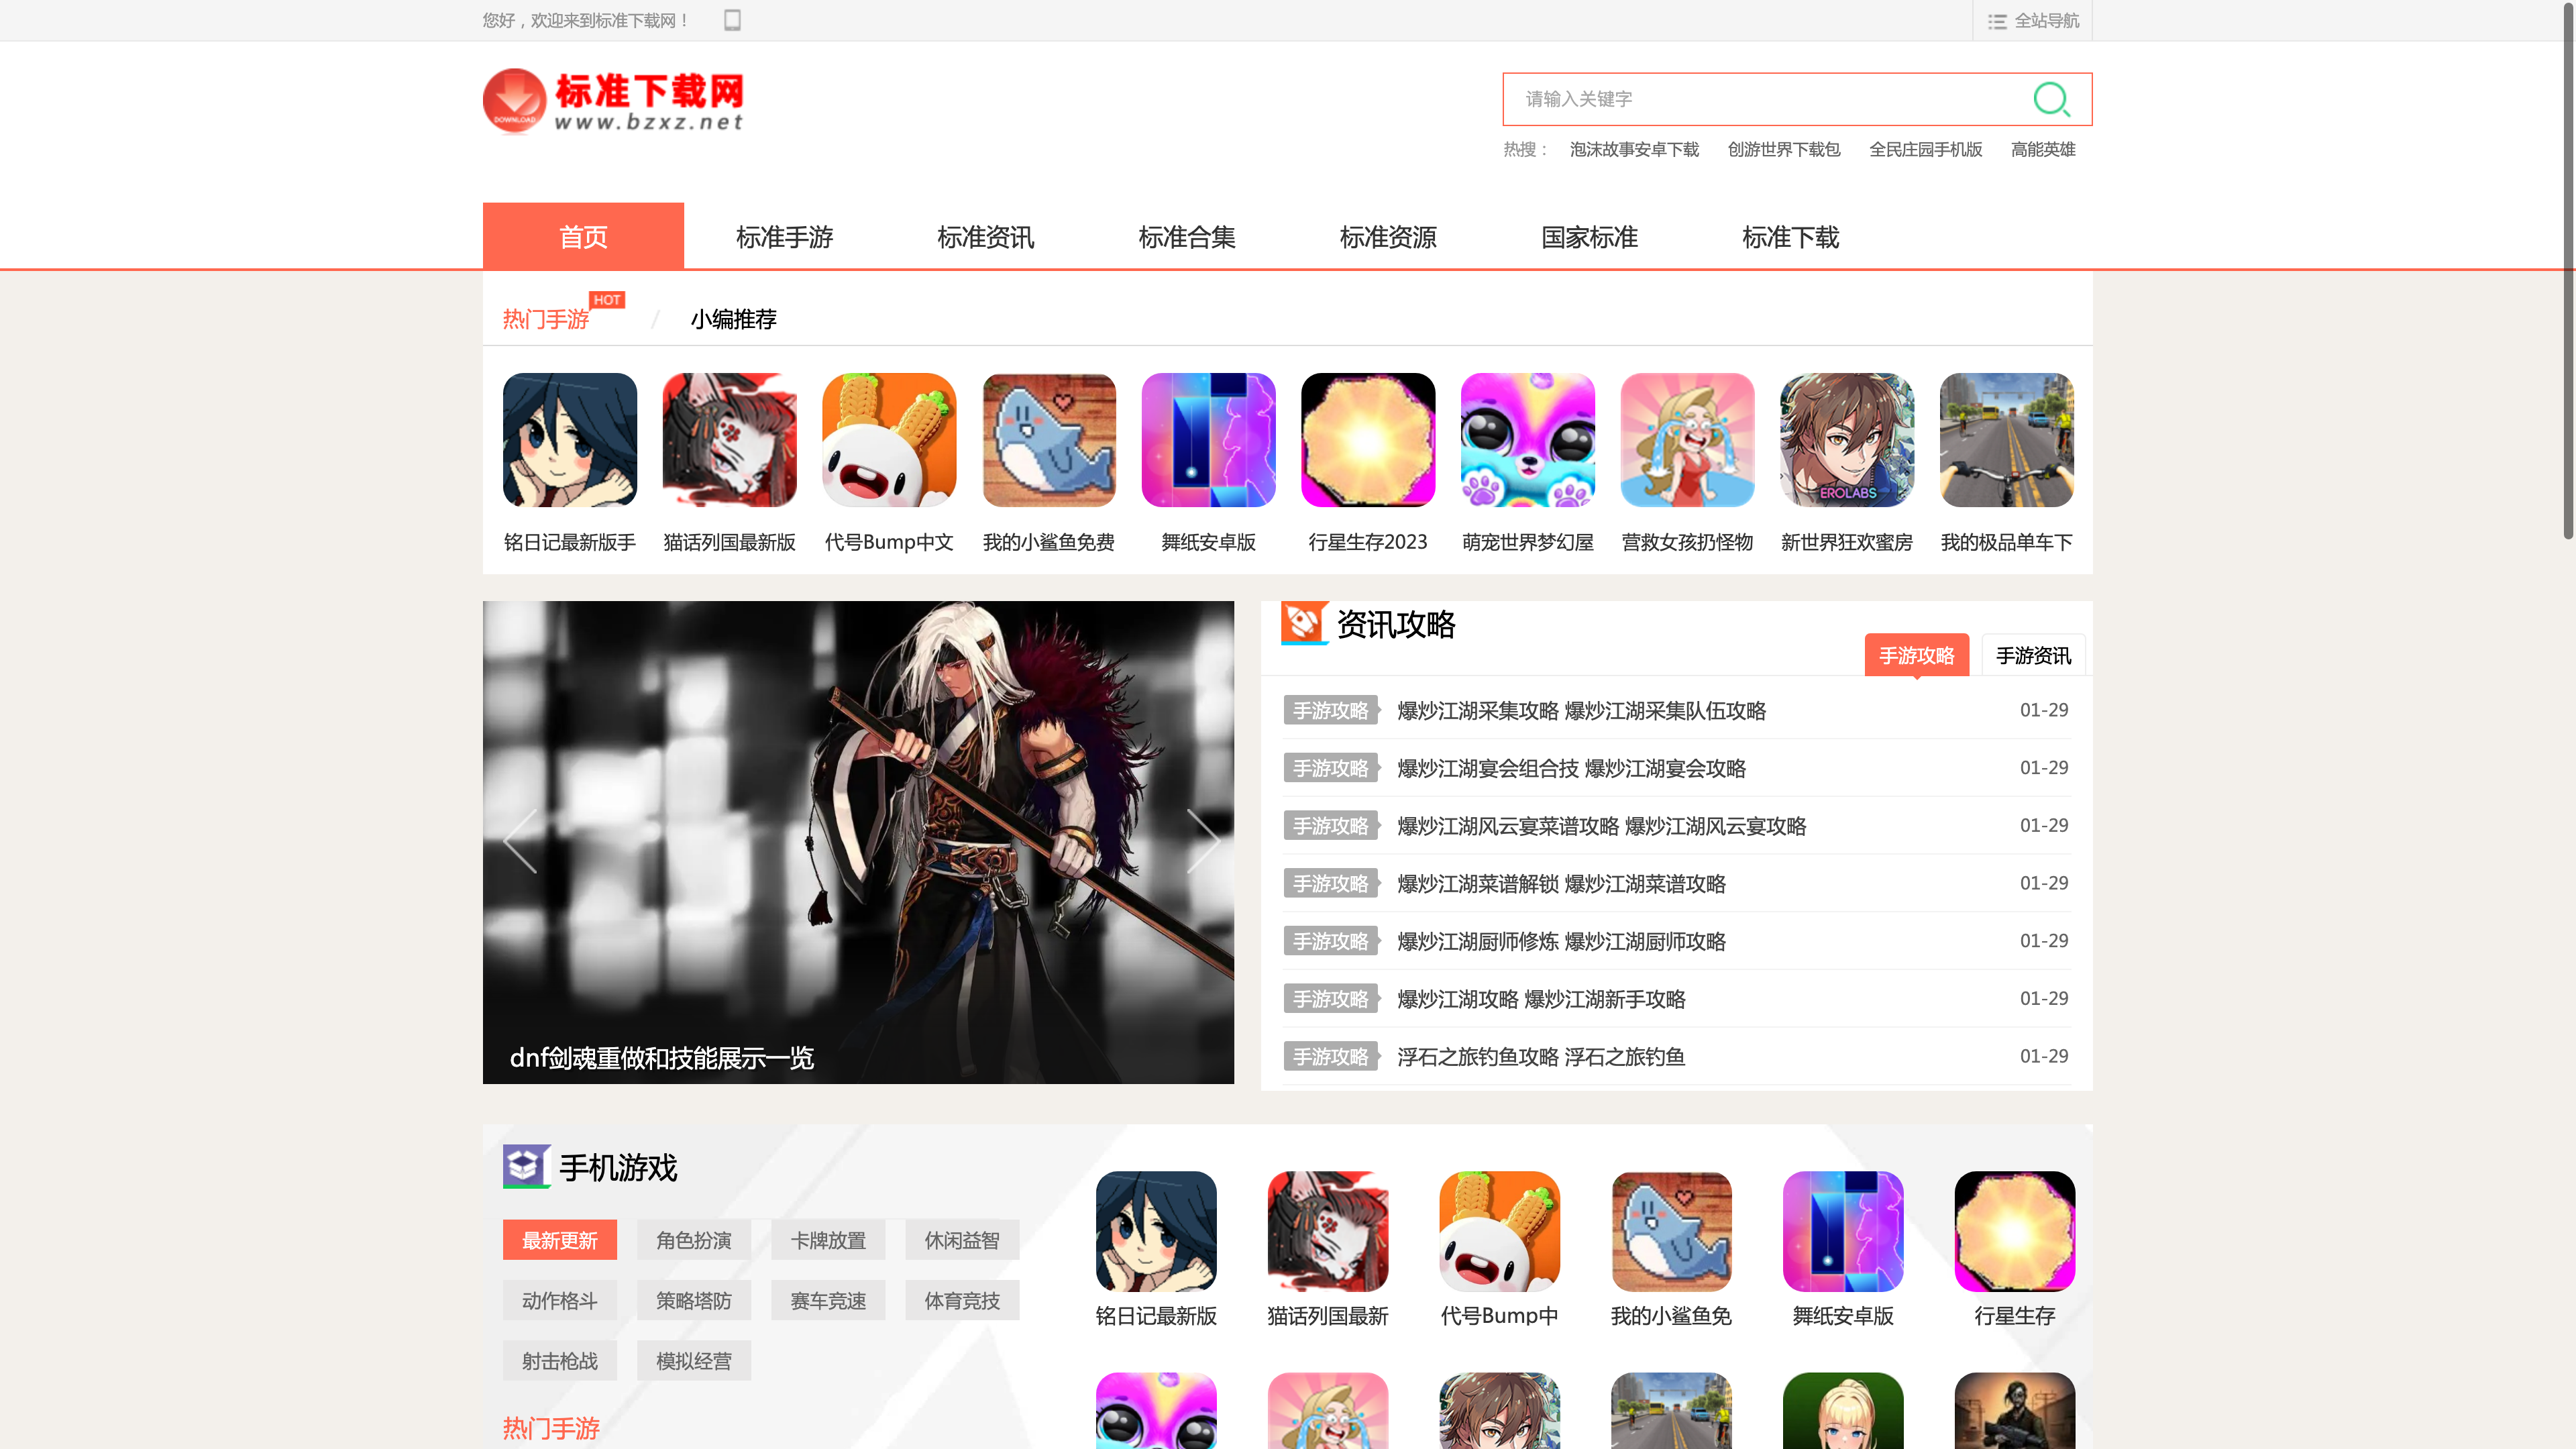 您好，欢迎来到标准下载网！
全站导航
DOWNLOAD
标准下载网
www.bzxz.net
请输入关键字
热搜： 泡沫故事安卓下载 创游世界下载包 全民庄园手机版 高能英雄
首页 标准手游 标准资讯 标准合集 标准资源 国家标准 标准下载
热门手游 HOT / 小编推荐
EROLABS
铭日记最新版手 猫话列国最新版 代号Bump中文 我的小鲨鱼免费 舞纸安卓版 行星生存2023 萌宠世界梦幻屋 营救女孩扔怪物 新世界狂欢蜜房 我的极品单车下
dnf剑魂重做和技能展示一览
资讯攻略
手游攻略 手游资讯
手游攻略 爆炒江湖采集攻略 爆炒江湖采集队伍攻略 01-29
手游攻略 爆炒江湖宴会组合技 爆炒江湖宴会攻略 01-29
手游攻略 爆炒江湖风云宴菜谱攻略 爆炒江湖风云宴攻略 01-29
手游攻略 爆炒江湖菜谱解锁 爆炒江湖菜谱攻略 01-29
手游攻略 爆炒江湖厨师修炼 爆炒江湖厨师攻略 01-29
手游攻略 爆炒江湖攻略 爆炒江湖新手攻略 01-29
手游攻略 浮石之旅钓鱼攻略 浮石之旅钓鱼 01-29
手机游戏
最新更新 角色扮演 卡牌放置 休闲益智
动作格斗 策略塔防 赛车竞速 体育竞技
射击枪战 模拟经营
热门手游
铭日记最新版 猫话列国最新 代号Bump中 我的小鲨鱼免 舞纸安卓版 行星生存